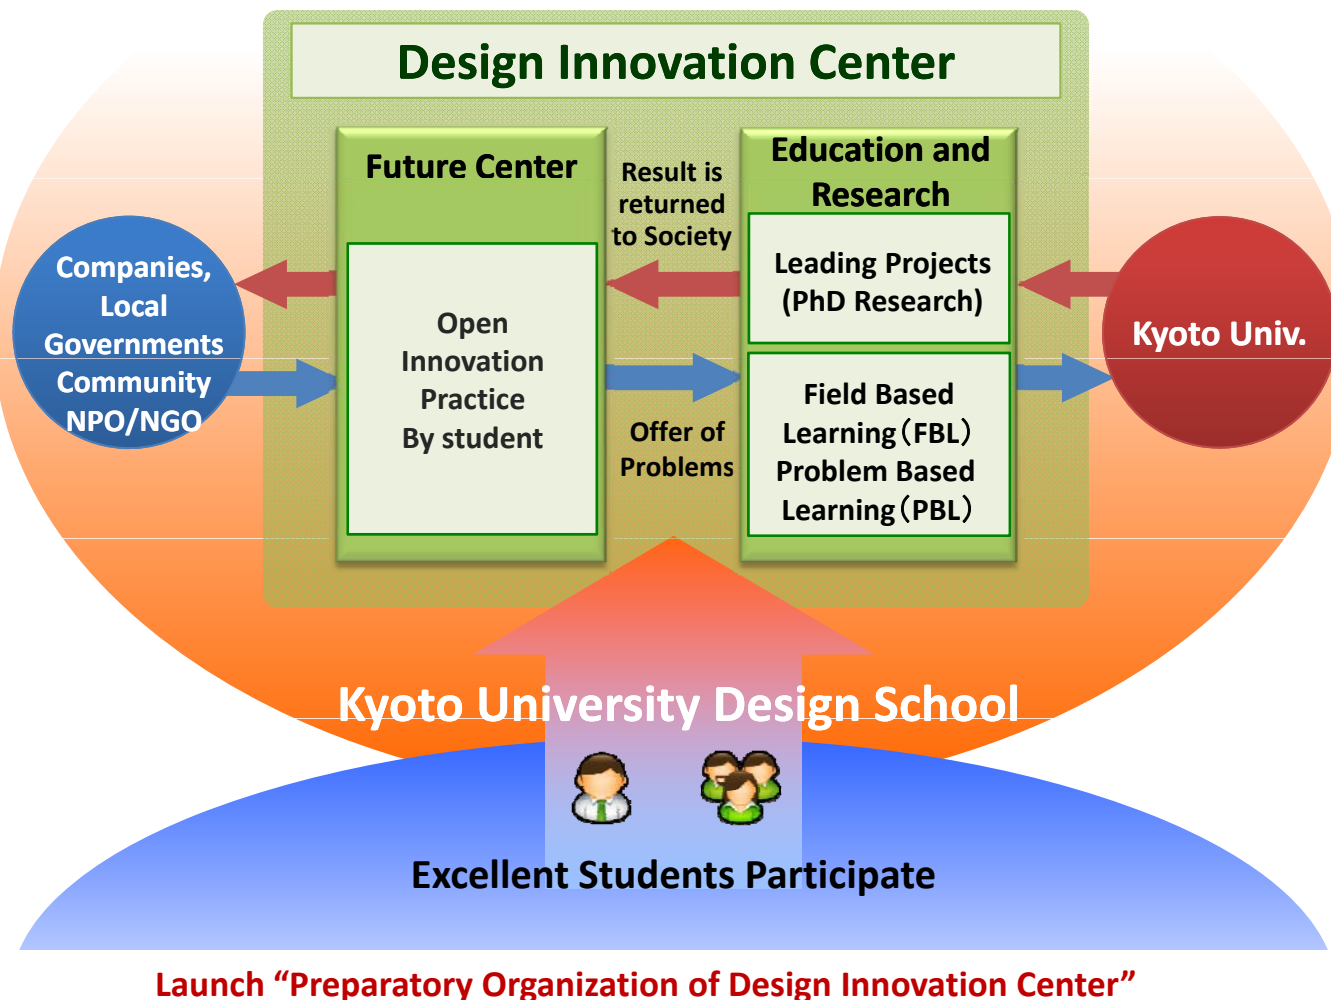 Design Innovation Center
Future Center
Result is
returned
to Society
Education and
Research
Companies,
Local
Governments
Community
NPO/NGO
Open
Innovation
Practice
By student
Offer of
Problems
Leading Projects
(PhD Research)
Field Based
Learning（FBL）
Problem Based
Learning（PBL）
Kyoto Univ.
Kyoto University Design School
Excellent Students Participate
Launch “Preparatory Organization of Design Innovation Center”